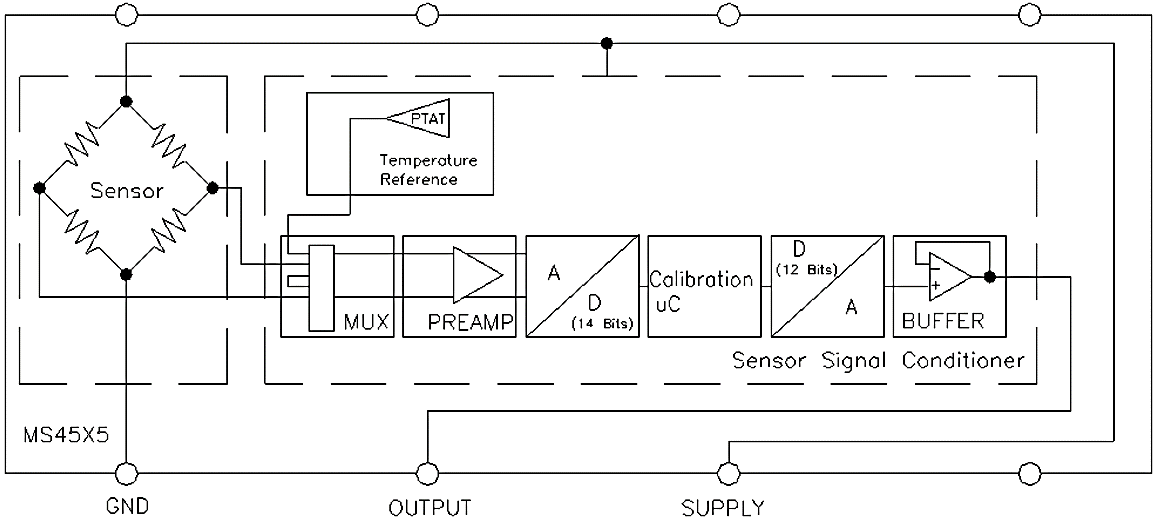 PTAT
Temperature
Reference
Sensor
MUX
PREAMP
A
D
(14 Bits)
Calibration
uC
D
(12 Bits)
A
−
+
BUFFER
Sensor Signal Conditioner
MS45X5
GND
OUTPUT
SUPPLY